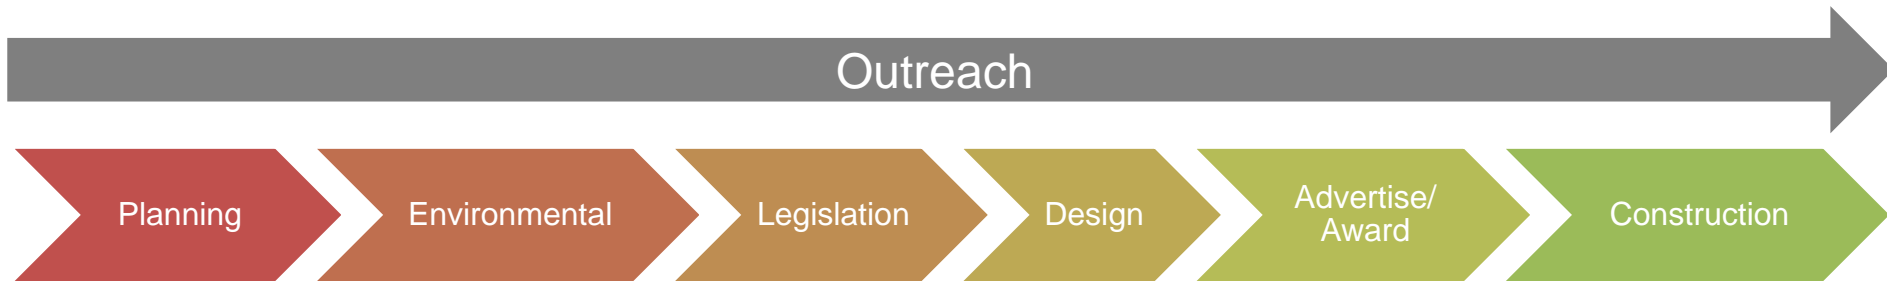 Outreach
Planning
Environmental
Legislation
Design
Advertise/
Award
Construction